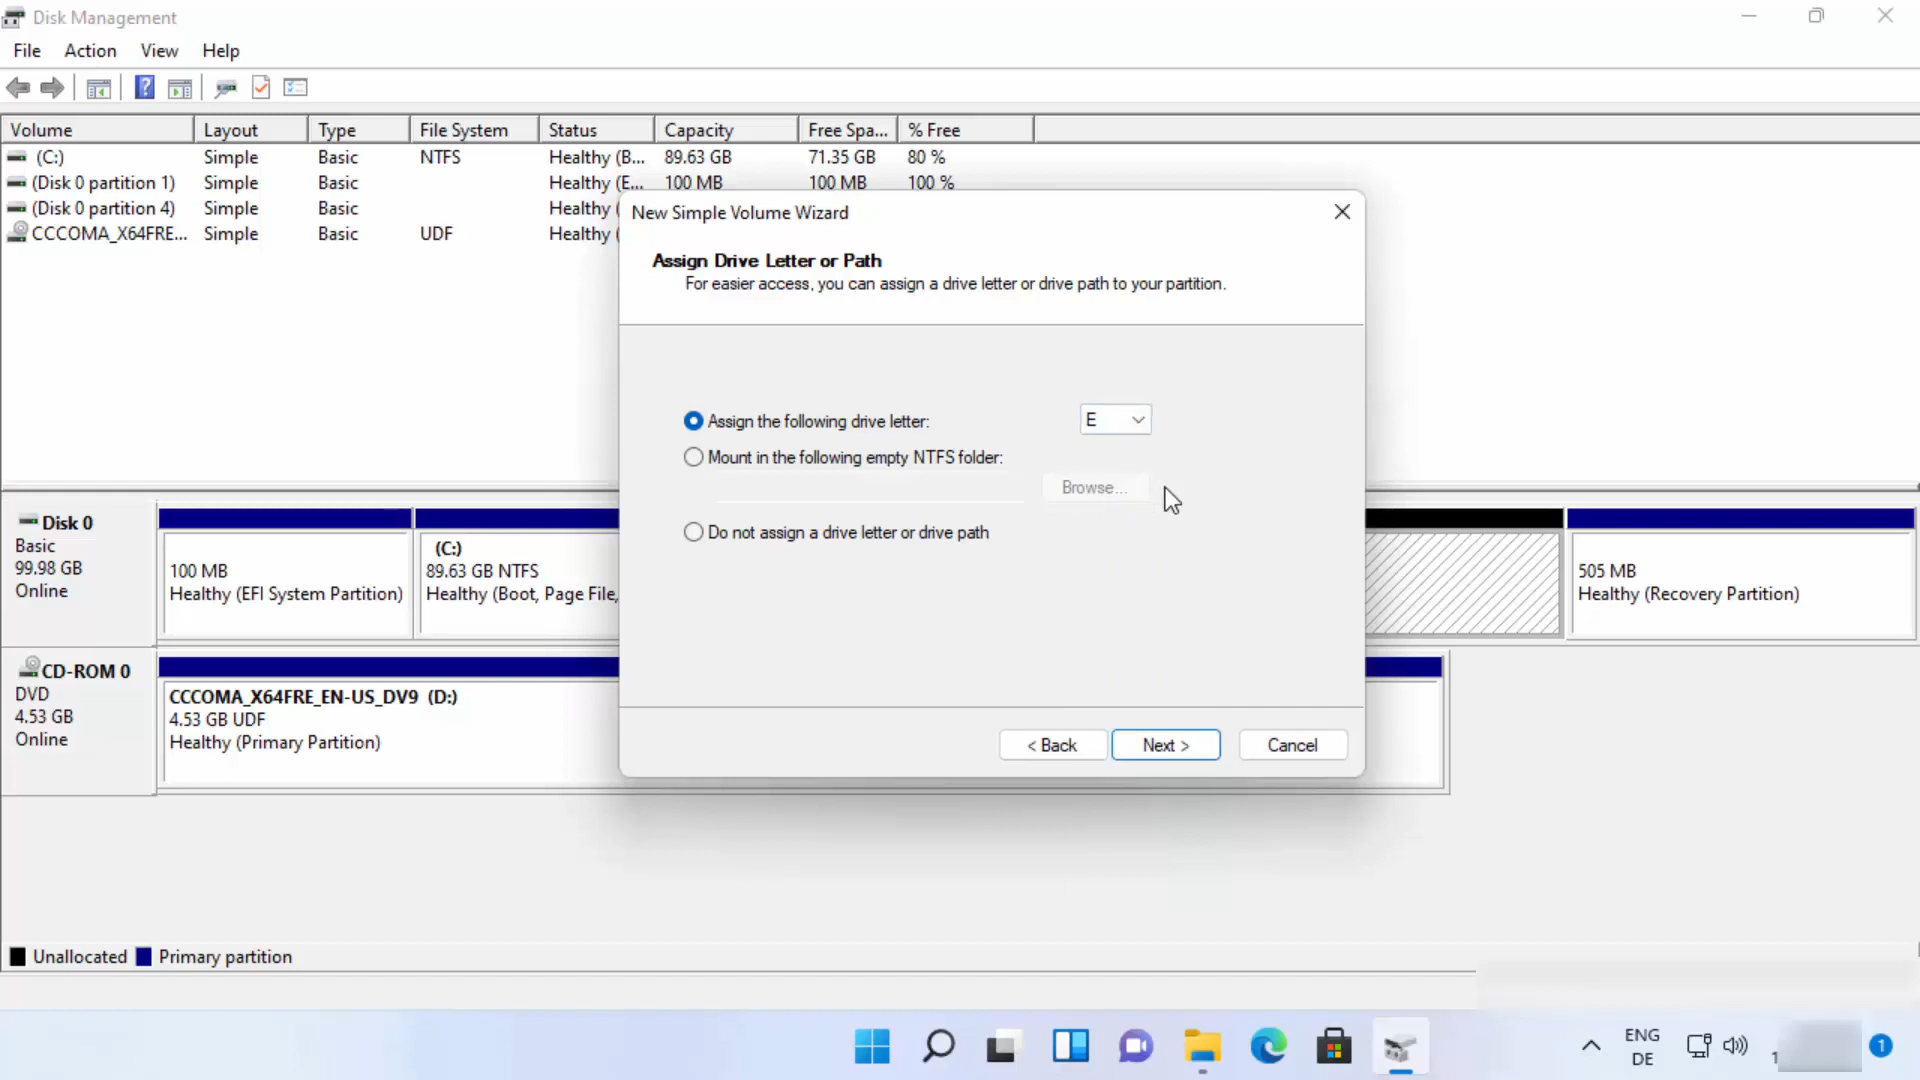 Disk Management
File Action View Help
Volume Layout Type File System Status Capacity Free Spa... % Free
(C:) Simple Basic NTFS Healthy (B... 89.63 GB 71.35 GB 80 %
(Disk 0 partition 1) Simple Basic Healthy (E... 100 MB 100 MB 100 %
(Disk 0 partition 4) Simple Basic Healthy (
CCCOMA_X64FRE... Simple Basic UDF Healthy (
New Simple Volume Wizard
Assign Drive Letter or Path
For easier access, you can assign a drive letter or drive path to your partition.
Assign the following drive letter: E
Mount in the following empty NTFS folder:
Browse...
Do not assign a drive letter or drive path
< Back Next > Cancel
Disk 0
Basic
99.98 GB
Online
100 MB
Healthy (EFI System Partition)
(C:)
89.63 GB NTFS
Healthy (Boot, Page File,
505 MB
Healthy (Recovery Partition)
CD-ROM 0
DVD
4.53 GB
Online
CCCOMA_X64FRE_EN-US_DV9 (D:)
4.53 GB UDF
Healthy (Primary Partition)
Unallocated Primary partition
ENG
DE
1
1